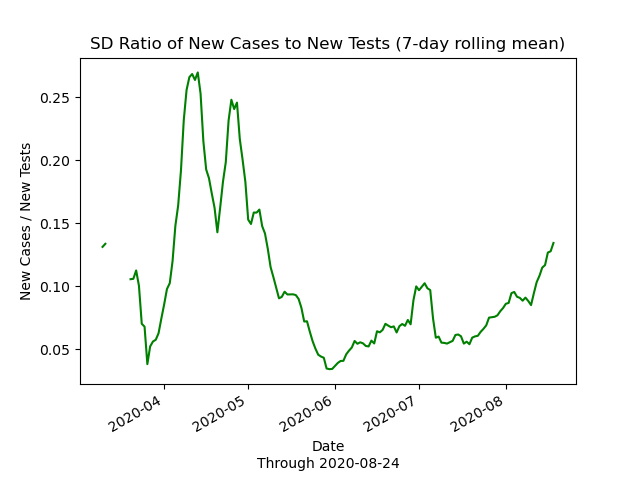 SD Ratio of New Cases to New Tests (7-day rolling mean)
New Cases / New Tests
0.25
0.20
0.15
0.10
0.05
2020-04
2020-05
2020-06
2020-07
2020-08
Date
Through 2020-08-24